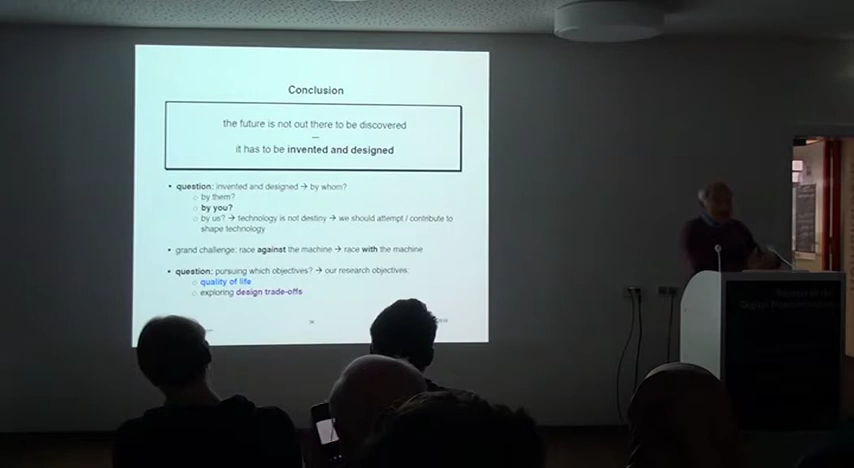 Conclusion
the future is not out there to be discovered
—
it has to be invented and designed
• question: invented and designed → by whom?
○ by them?
○ by you?
○ by us? → technology is not destiny → we should attempt / contribute to
shape technology
• grand challenge: race against the machine → race with the machine
• question: pursuing which objectives? → our research objectives:
○ quality of life
○ exploring design trade-offs